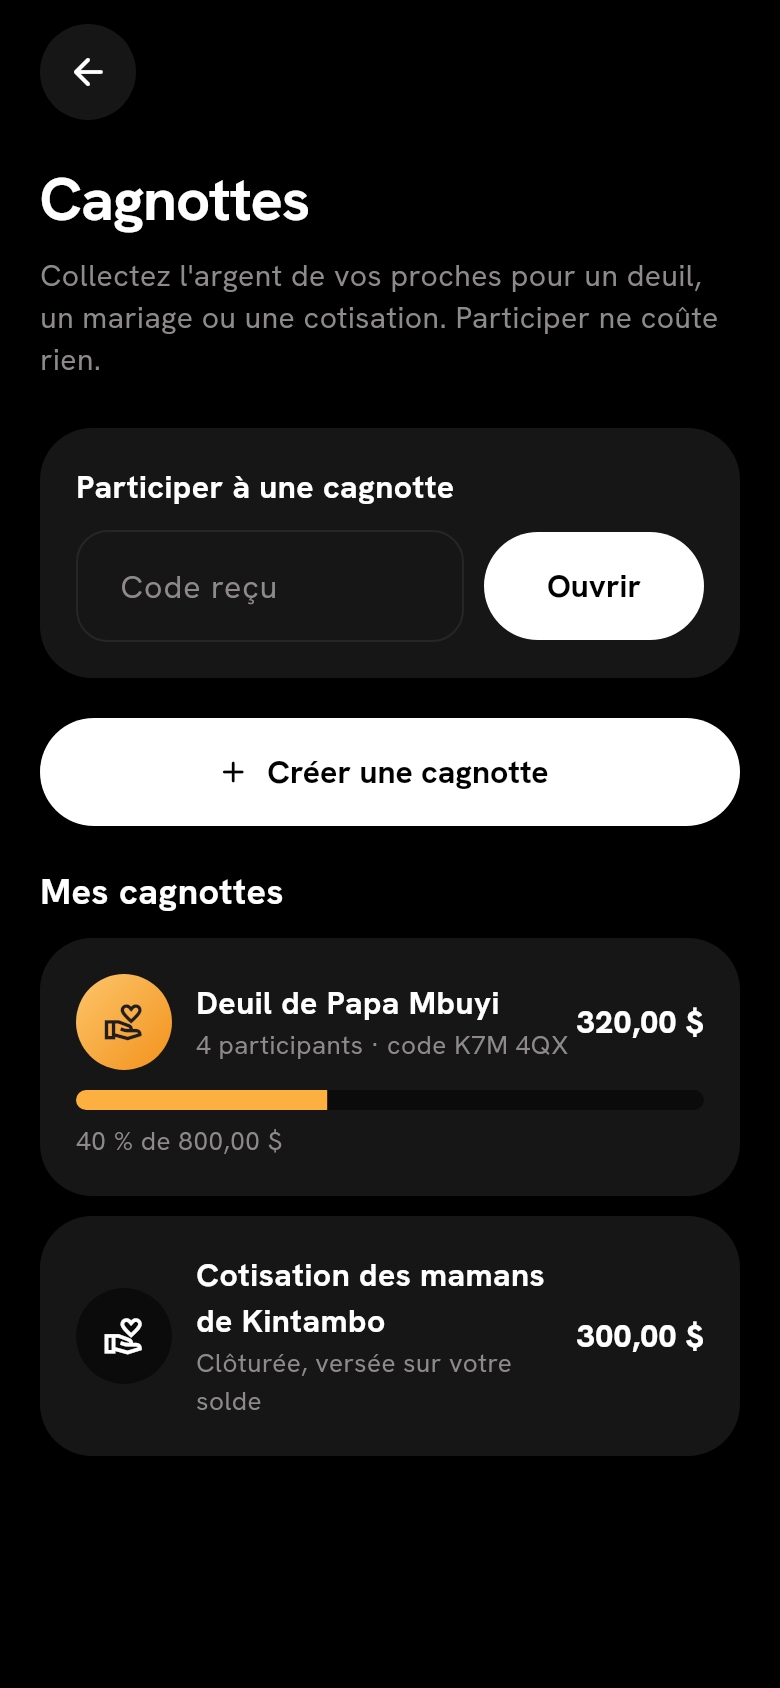 Cagnottes
Collectez l'argent de vos proches pour un deuil,
un mariage ou une cotisation. Participer ne coûte
rien.
Participer à une cagnotte
Code reçu
Ouvrir
+ Créer une cagnotte
Mes cagnottes
Deuil de Papa Mbuyi
4 participants · code K7M 4QX
320,00 $
40 % de 800,00 $
Cotisation des mamans
de Kintambo
Clôturée, versée sur votre
solde
300,00 $